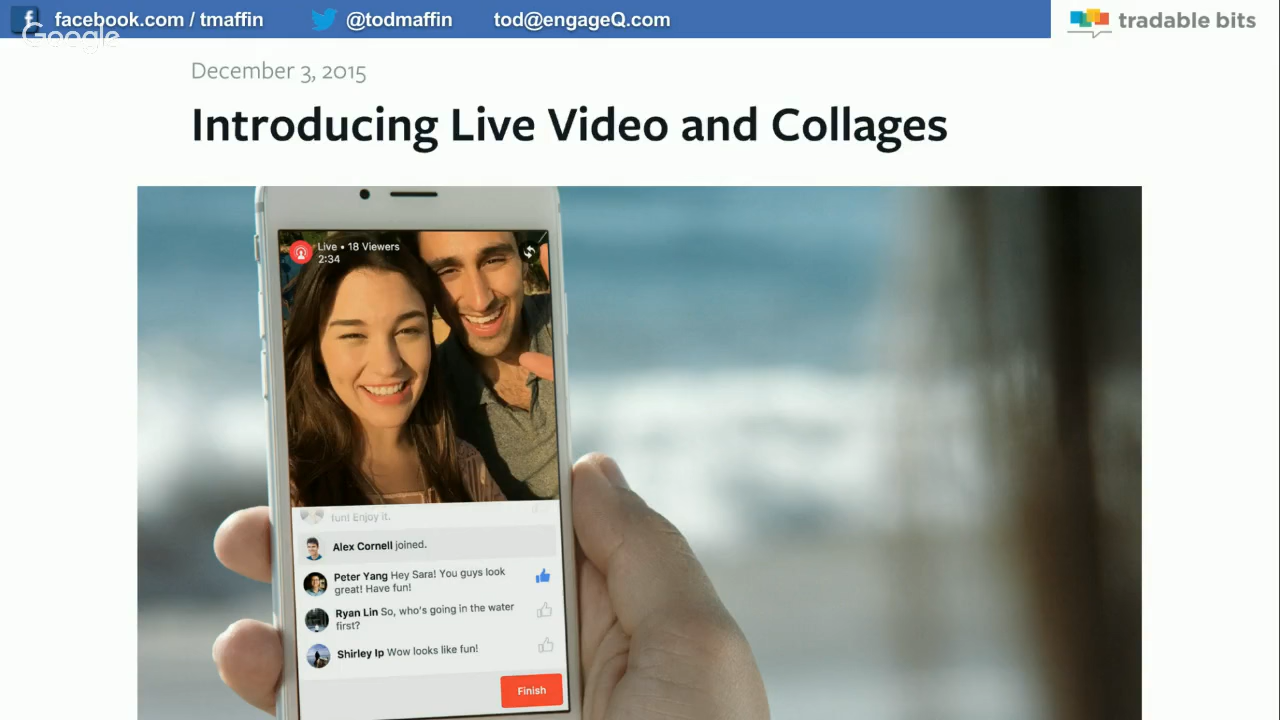 facebook.com / tmaffin
@todmaffin
tod@engageQ.com
tradable bits
Google
December 3, 2015
Introducing Live Video and Collages
Live • 18 Viewers
2:34
fun! Enjoy it.
Alex Cornell joined.
Peter Yang Hey Sara! You guys look
great! Have fun!
Ryan Lin So, who's going in the water
first?
Shirley Ip Wow looks like fun!
Finish